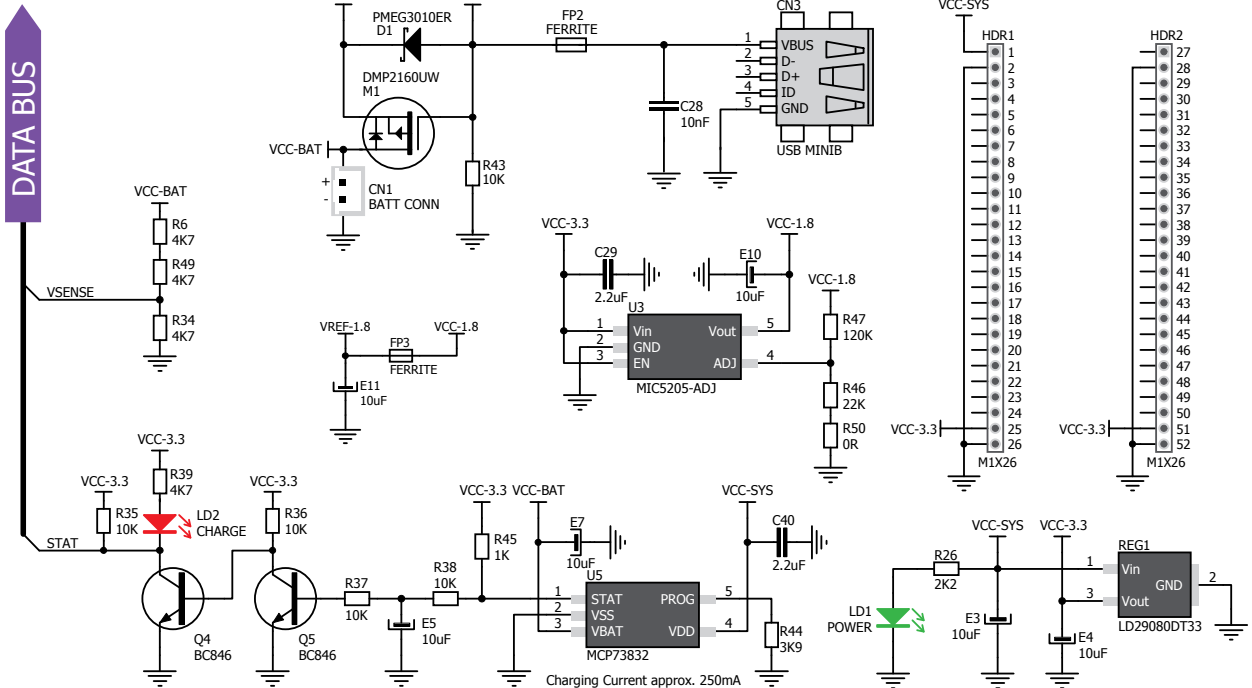 DATA BUS
PMEG3010ER
D1
DMP2160UW
M1
VCC-BAT
+
-
CN1
BATT CONN
R43
10K
FP2
FERRITE
C28
10nF
CN3
1 VBUS
2 D-
3 D+
4 ID
5 GND
USB MINIB
VCC-SYS
HDR1
1
2
3
4
5
6
7
8
9
10
11
12
13
14
15
16
17
18
19
20
21
22
23
24
25
26
VCC-3.3
M1X26
HDR2
27
28
29
30
31
32
33
34
35
36
37
38
39
40
41
42
43
44
45
46
47
48
49
50
51
52
VCC-3.3
M1X26
VCC-BAT
R6
4K7
R49
4K7
VSENSE
R34
4K7
VREF-1.8
VCC-1.8
FP3
FERRITE
E11
10uF
VCC-3.3
C29
2.2uF
E10
10uF
VCC-1.8
U3
1 Vin
2 GND
3 EN
Vout 5
ADJ 4
MIC5205-ADJ
VCC-1.8
R47
120K
R46
22K
R50
0R
VCC-3.3
R35
10K
VCC-3.3
R39
4K7
LD2
CHARGE
STAT
VCC-3.3
R36
10K
Q4
BC846
Q5
BC846
R37
10K
E5
10uF
R38
10K
VCC-3.3
R45
1K
VCC-BAT
E7
10uF
U5
1 STAT
2 VSS
3 VBAT
PROG 5
VDD 4
MCP73832
VCC-SYS
C40
2.2uF
R44
3K9
Charging Current approx. 250mA
R26
2K2
LD1
POWER
VCC-SYS
E3
10uF
VCC-3.3
E4
10uF
REG1
1 Vin
GND 2
3 Vout
LD29080DT33